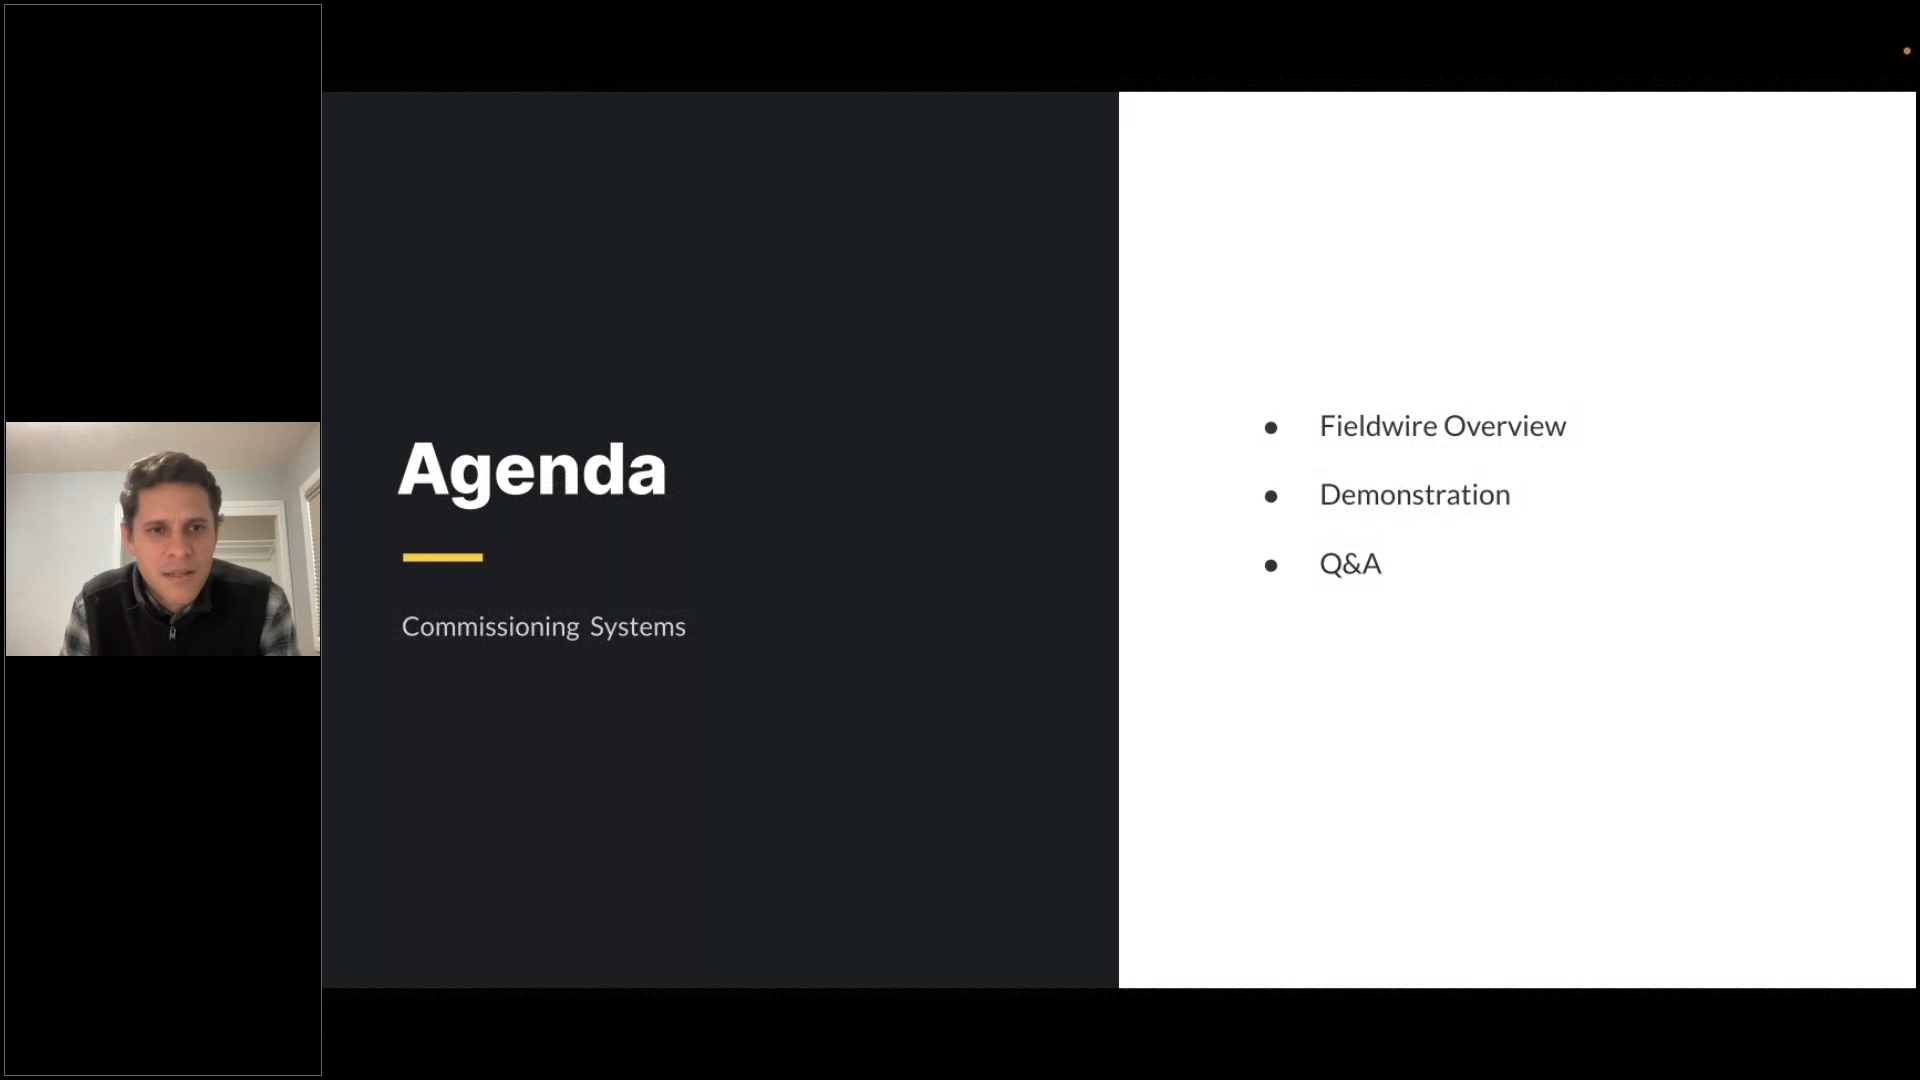 Agenda
Commissioning Systems
● Fieldwire Overview
● Demonstration
● Q&A